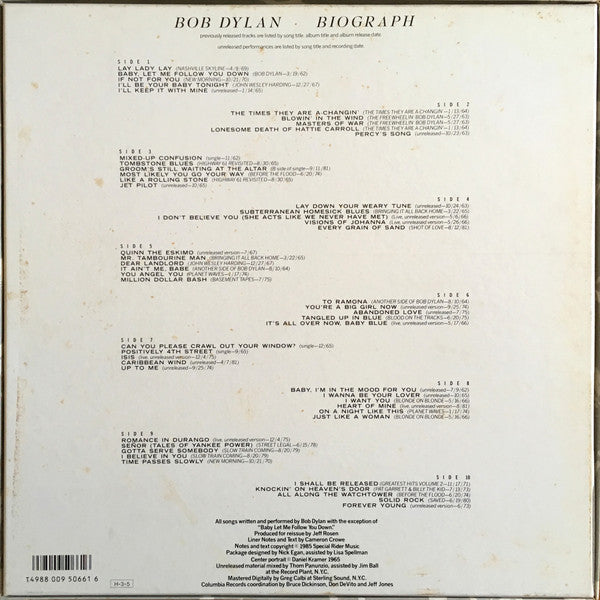 BOB DYLAN · BIOGRAPH
previously released tracks are listed by song title, album title and album release date.
unreleased performances are listed by song title and recording date.
SIDE 1
LAY LADY LAY (NASHVILLE SKYLINE—4/9/69)
BABY, LET ME FOLLOW YOU DOWN (BOB DYLAN—3/19/62)
IF NOT FOR YOU (NEW MORNING—10/21/70)
I'LL BE YOUR BABY TONIGHT (JOHN WESLEY HARDING—12/27/67)
I'LL KEEP IT WITH MINE (unreleased—1/14/65)
SIDE 2
THE TIMES THEY ARE A-CHANGIN' (THE TIMES THEY ARE A-CHANGIN'—1/13/64)
BLOWIN' IN THE WIND (THE FREEWHEELIN' BOB DYLAN—5/27/63)
MASTERS OF WAR (THE FREEWHEELIN' BOB DYLAN—5/27/63)
LONESOME DEATH OF HATTIE CARROLL (THE TIMES THEY ARE A-CHANGIN'—1/13/64)
PERCY'S SONG (unreleased—10/23/63)
SIDE 3
MIXED-UP CONFUSION (single—11/62)
TOMBSTONE BLUES (HIGHWAY 61 REVISITED—8/30/65)
GROOM'S STILL WAITING AT THE ALTAR (B side of single—9/11/81)
MOST LIKELY YOU GO YOUR WAY (BEFORE THE FLOOD—6/20/74)
LIKE A ROLLING STONE (HIGHWAY 61 REVISITED—8/30/65)
JET PILOT (unreleased—10/65)
SIDE 4
LAY DOWN YOUR WEARY TUNE (unreleased—10/24/63)
SUBTERRANEAN HOMESICK BLUES (BRINGING IT ALL BACK HOME—3/22/65)
I DON'T BELIEVE YOU (SHE ACTS LIKE WE NEVER HAVE MET) (live, unreleased version—5/6/66)
VISIONS OF JOHANNA (live, unreleased version—5/26/66)
EVERY GRAIN OF SAND (SHOT OF LOVE—8/12/81)
SIDE 5
QUINN THE ESKIMO (unreleased version—7/67)
MR. TAMBOURINE MAN (BRINGING IT ALL BACK HOME—3/22/65)
DEAR LANDLORD (JOHN WESLEY HARDING—12/27/67)
IT AIN'T ME, BABE (ANOTHER SIDE OF BOB DYLAN—8/10/64)
YOU ANGEL YOU (PLANET WAVES—1/17/74)
MILLION DOLLAR BASH (BASEMENT TAPES—7/75)
SIDE 6
TO RAMONA (ANOTHER SIDE OF BOB DYLAN—8/10/64)
YOU'RE A BIG GIRL NOW (unreleased version—9/25/74)
ABANDONED LOVE (unreleased—7/75)
TANGLED UP IN BLUE (BLOOD ON THE TRACKS—6/20/75)
IT'S ALL OVER NOW, BABY BLUE (live, unreleased version—5/17/66)
SIDE 7
CAN YOU PLEASE CRAWL OUT YOUR WINDOW? (single—12/65)
POSITIVELY 4TH STREET (single—9/65)
ISIS (live, unreleased version—12/4/75)
CARIBBEAN WIND (unreleased—4/7/81)
UP TO ME (unreleased—9/25/74)
SIDE 8
BABY, I'M IN THE MOOD FOR YOU (unreleased—7/9/62)
I WANNA BE YOUR LOVER (unreleased—10/65)
I WANT YOU (BLONDE ON BLONDE—5/16/66)
HEART OF MINE (live, unreleased version—8/81)
ON A NIGHT LIKE THIS (PLANET WAVES—1/17/74)
JUST LIKE A WOMAN (BLONDE ON BLONDE—5/16/66)
SIDE 9
ROMANCE IN DURANGO (live, unreleased version—12/4/75)
SEÑOR (TALES OF YANKEE POWER) (STREET LEGAL—6/15/78)
GOTTA SERVE SOMEBODY (SLOW TRAIN COMING—8/20/79)
I BELIEVE IN YOU (SLOW TRAIN COMING—8/20/79)
TIME PASSES SLOWLY (NEW MORNING—10/21/70)
SIDE 10
I SHALL BE RELEASED (GREATEST HITS VOLUME 2—11/17/71)
KNOCKIN' ON HEAVEN'S DOOR (PAT GARRETT & BILLY THE KID—7/13/73)
ALL ALONG THE WATCHTOWER (BEFORE THE FLOOD—6/20/74)
SOLID ROCK (SAVED—6/19/80)
FOREVER YOUNG (unreleased version—6/73)
All songs written and performed by Bob Dylan with the exception of
"Baby Let Me Follow You Down."
Produced for reissue by Jeff Rosen
Liner Notes and Text by Cameron Crowe
Notes and text copyright © 1985 Special Rider Music
Package designed by Nick Egan, assisted by Lisa Spellman
Center portrait © Daniel Kramer 1965
Unreleased material mixed by Thom Panunzio, assisted by Jim Ball
at the Record Plant, N.Y.C.
Mastered Digitally by Greg Calbi at Sterling Sound, N.Y.C.
Columbia Records coordination by Bruce Dickinson, Don DeVito and Jeff Jones
T4988 009 50661 6
H-3-5